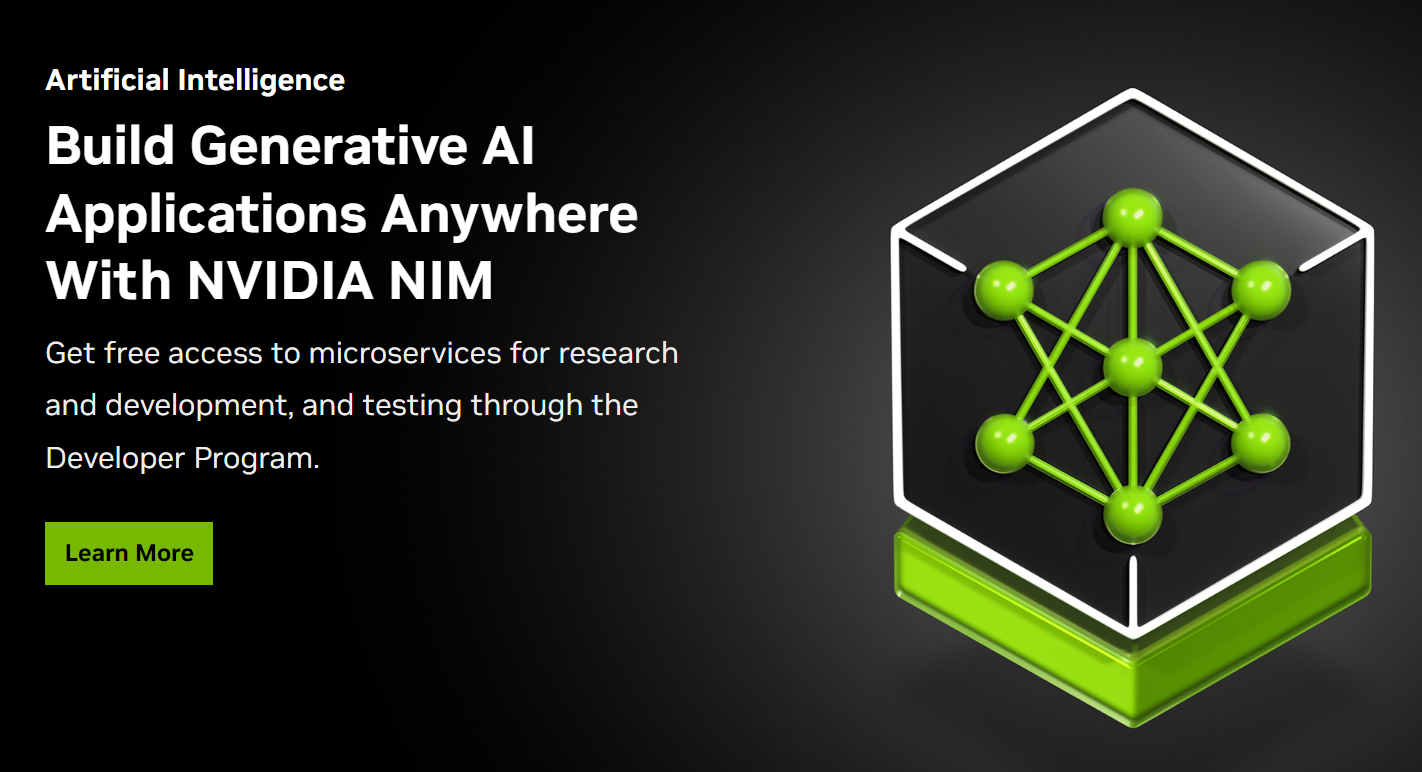 Artificial Intelligence
Build Generative AI
Applications Anywhere
With NVIDIA NIM
Get free access to microservices for research
and development, and testing through the
Developer Program.
Learn More